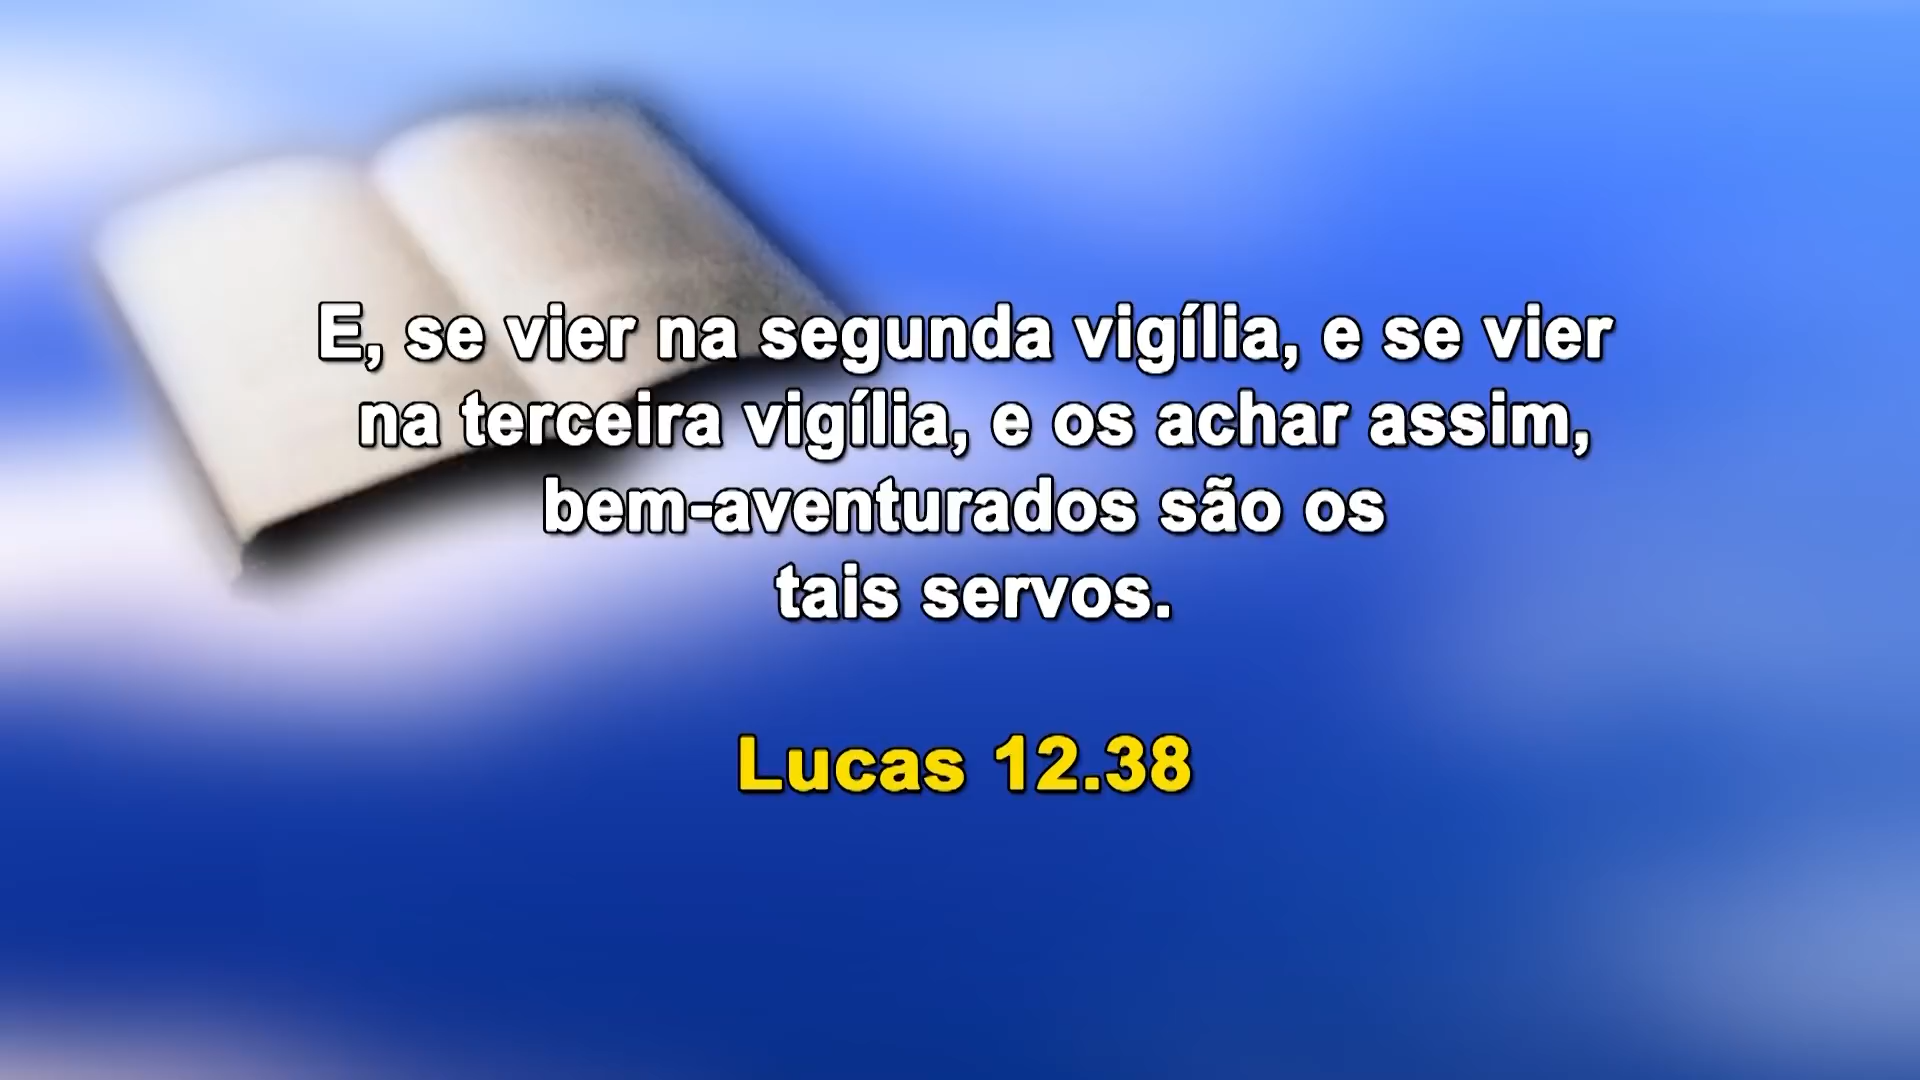 E, se vier na segunda vigília, e se vier
na terceira vigília, e os achar assim,
bem-aventurados são os
tais servos.
Lucas 12.38